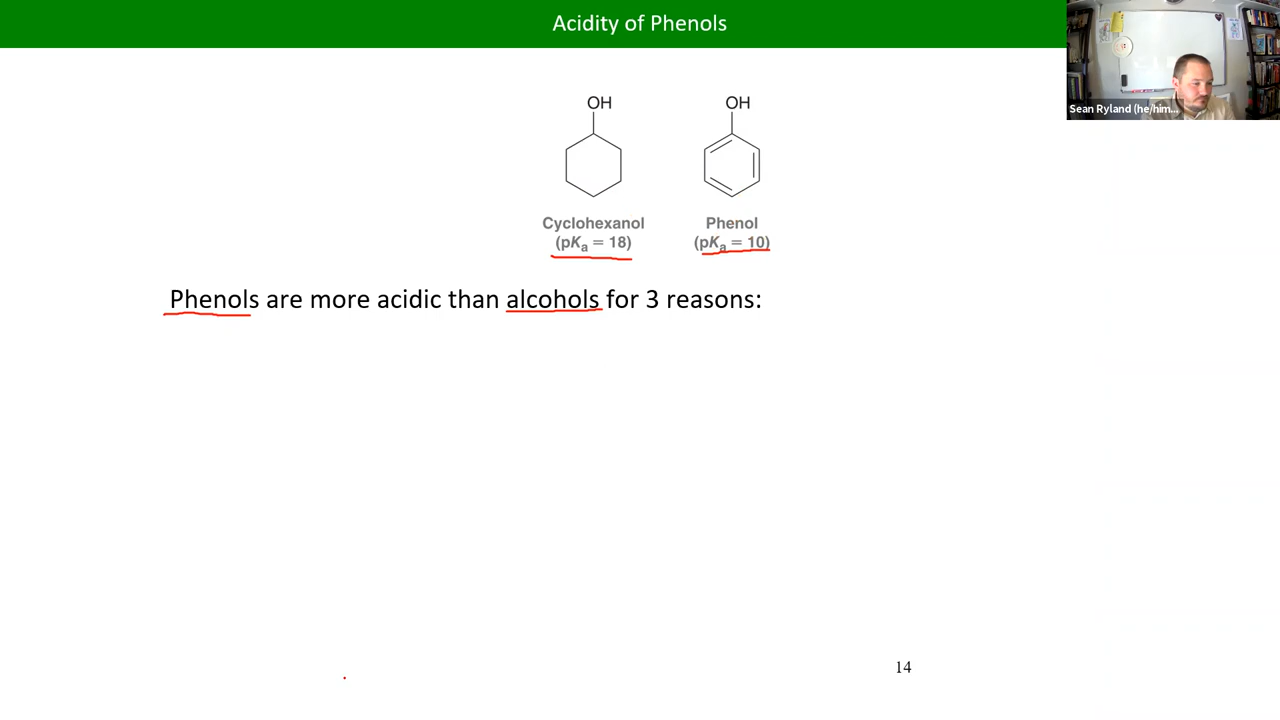 Acidity of Phenols
Sean Ryland (he/him...
OH
OH
Cyclohexanol
(pKa = 18)
Phenol
(pKa = 10)
Phenols are more acidic than alcohols for 3 reasons:
14